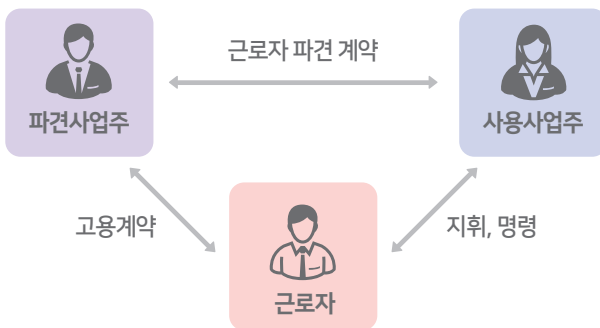 근로자 파견 계약
파견사업주
사용사업주
고용계약
지휘, 명령
근로자